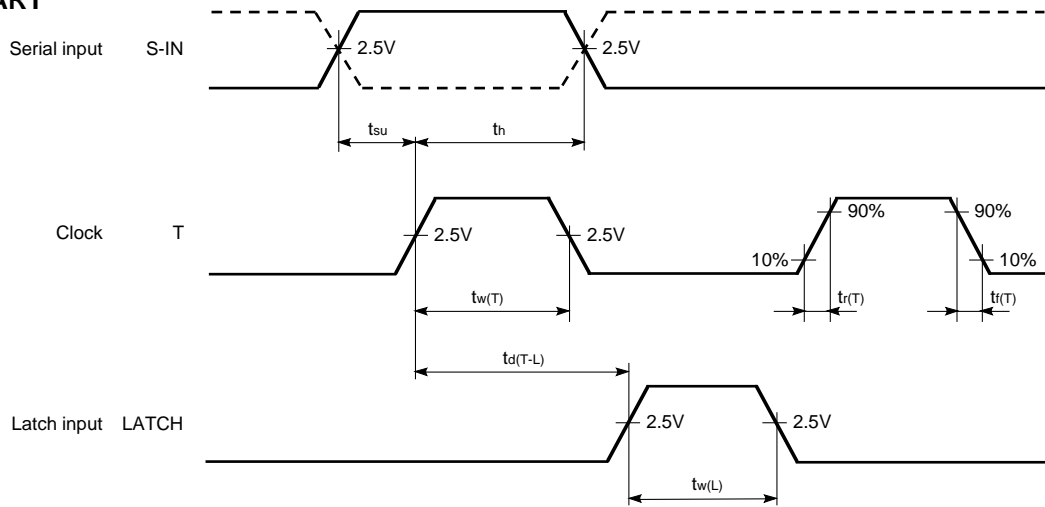 Serial input S-IN 2.5V 2.5V
tsu th
Clock T 2.5V 2.5V 90% 90%
10% 10%
tw(T) tr(T) tf(T)
td(T-L)
Latch input LATCH 2.5V 2.5V
tw(L)